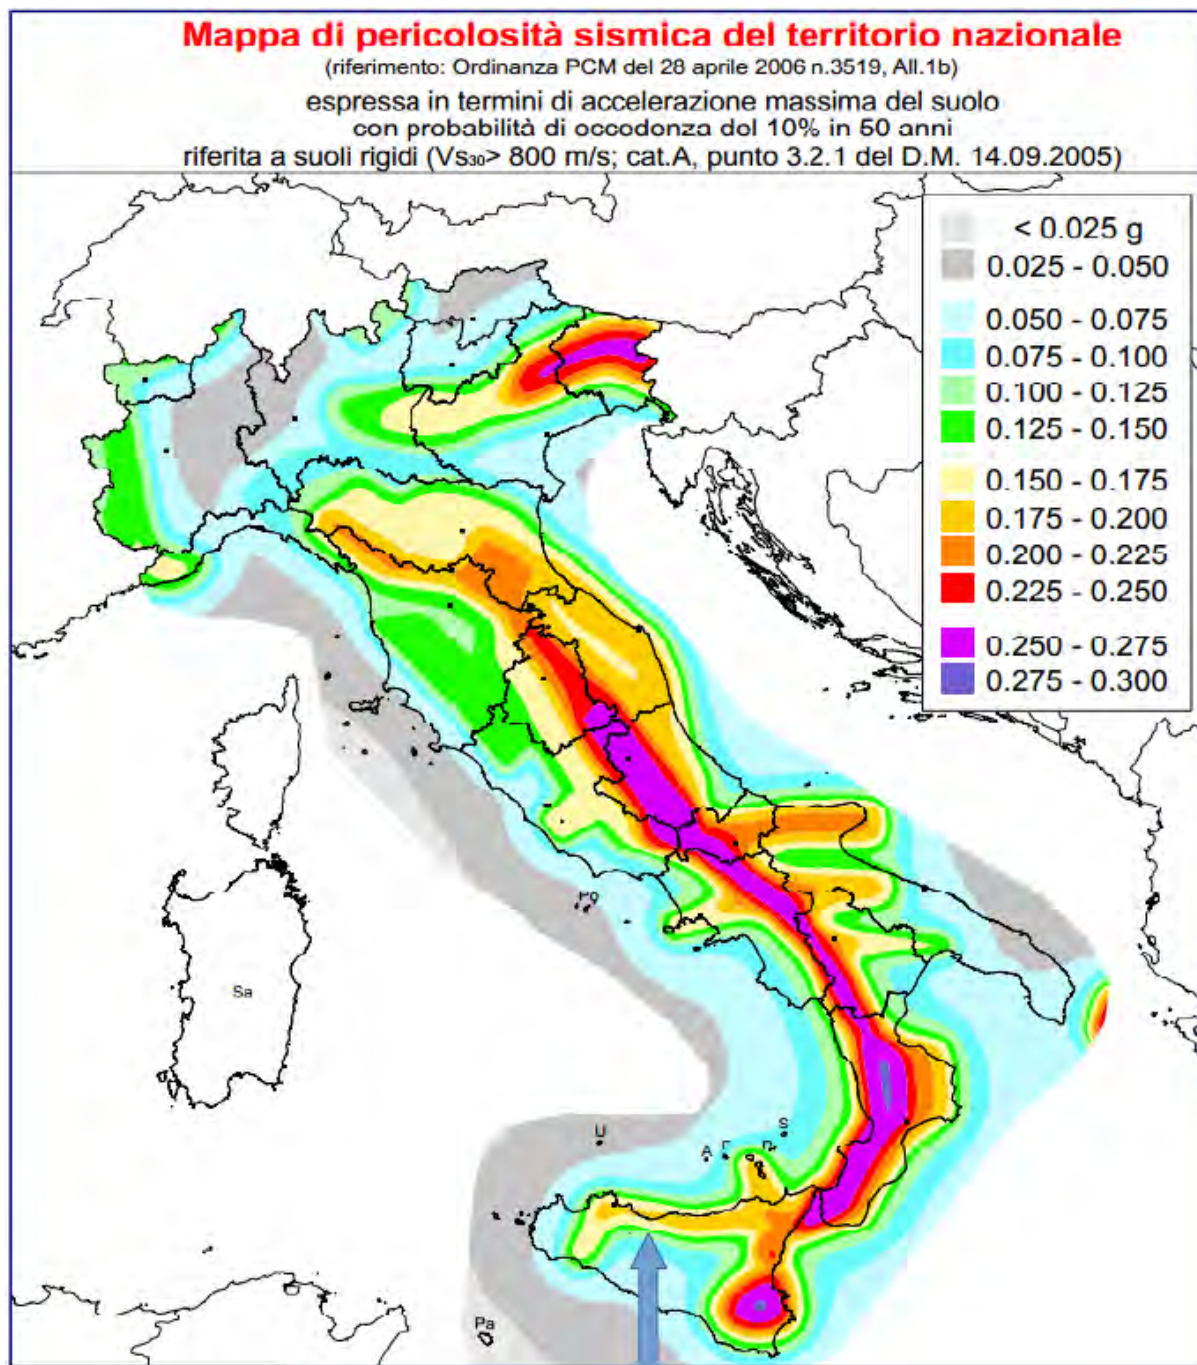 Mappa di pericolosità sismica del territorio nazionale
(riferimento: Ordinanza PCM del 28 aprile 2006 n.3519, All.1b)
espressa in termini di accelerazione massima del suolo
con probabilità di occodonza dol 10% in 50 anni
riferita a suoli rigidi (Vs30> 800 m/s; cat.A, punto 3.2.1 del D.M. 14.09.2005)
< 0.025 g
0.025 - 0.050
0.050 - 0.075
0.075 - 0.100
0.100 - 0.125
0.125 - 0.150
0.150 - 0.175
0.175 - 0.200
0.200 - 0.225
0.225 - 0.250
0.250 - 0.275
0.275 - 0.300
Po
Sa
U
S
A
Pa